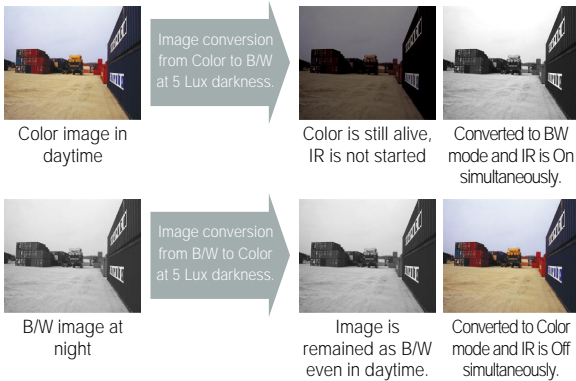 Image conversion
from Color to B/W
at 5 Lux darkness.
Color image in
daytime
Color is still alive,
IR is not started
Converted to BW
mode and IR is On
simultaneously.
Image conversion
from B/W to Color
at 5 Lux darkness.
B/W image at
night
Image is
remained as B/W
even in daytime.
Converted to Color
mode and IR is Off
simultaneously.